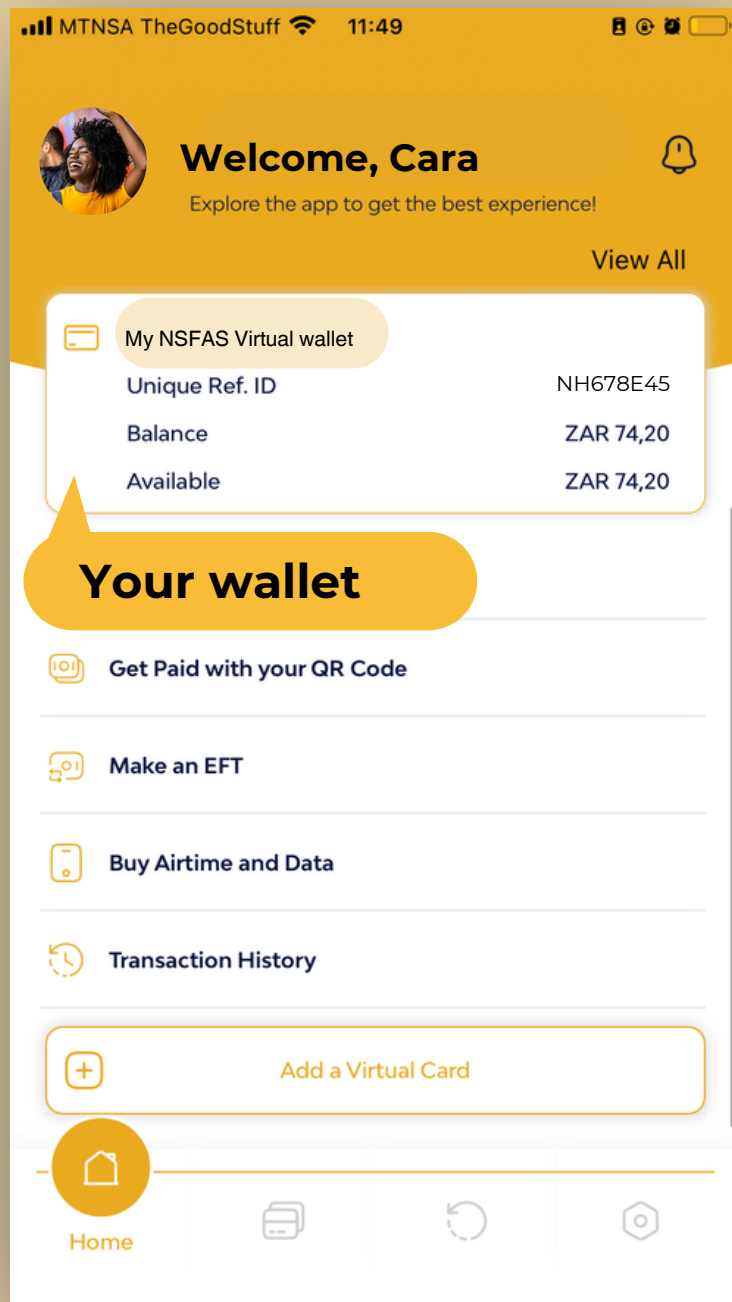 MTNSA TheGoodStuff 11:49
Welcome, Cara
Explore the app to get the best experience!
View All
My NSFAS Virtual wallet
Unique Ref. ID NH678E45
Balance ZAR 74,20
Available ZAR 74,20
Your wallet
Get Paid with your QR Code
Make an EFT
Buy Airtime and Data
Transaction History
Add a Virtual Card
Home